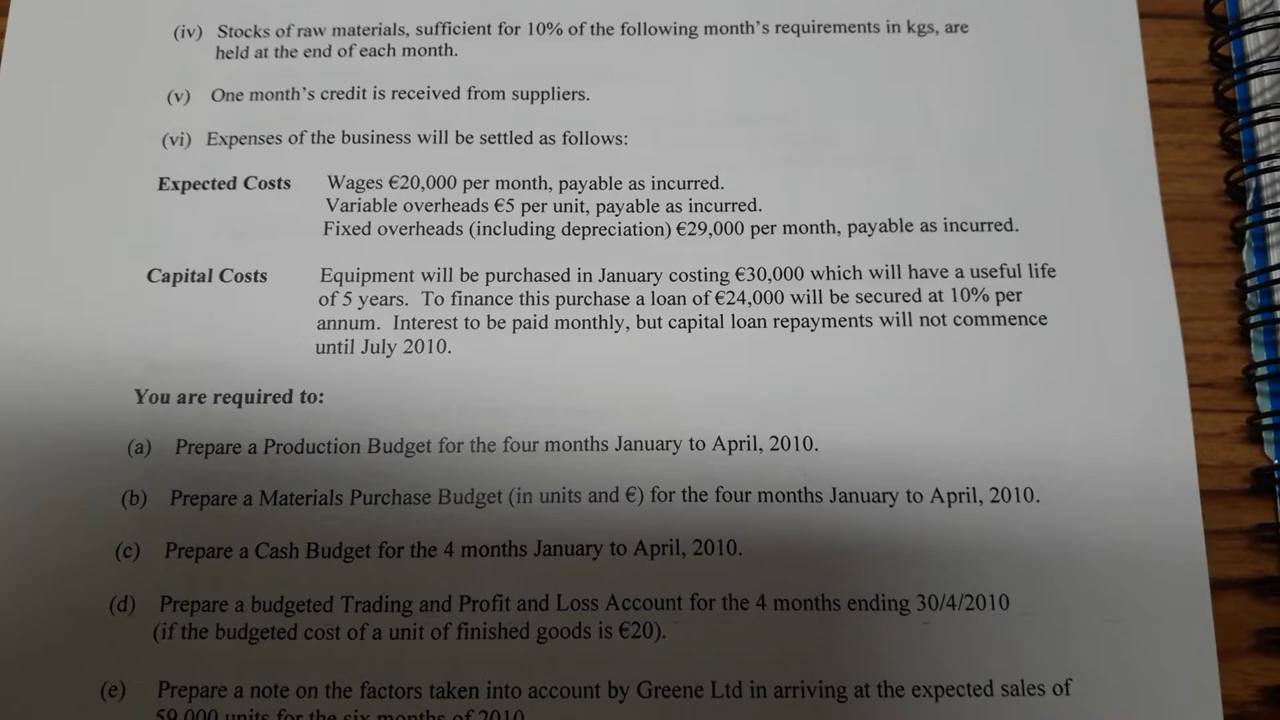 (iv) Stocks of raw materials, sufficient for 10% of the following month's requirements in kgs, are
held at the end of each month.
(v) One month's credit is received from suppliers.
(vi) Expenses of the business will be settled as follows:
Expected Costs Wages €20,000 per month, payable as incurred.
Variable overheads €5 per unit, payable as incurred.
Fixed overheads (including depreciation) €29,000 per month, payable as incurred.
Capital Costs Equipment will be purchased in January costing €30,000 which will have a useful life
of 5 years. To finance this purchase a loan of €24,000 will be secured at 10% per
annum. Interest to be paid monthly, but capital loan repayments will not commence
until July 2010.
You are required to:
(a) Prepare a Production Budget for the four months January to April, 2010.
(b) Prepare a Materials Purchase Budget (in units and €) for the four months January to April, 2010.
(c) Prepare a Cash Budget for the 4 months January to April, 2010.
(d) Prepare a budgeted Trading and Profit and Loss Account for the 4 months ending 30/4/2010
(if the budgeted cost of a unit of finished goods is €20).
(e) Prepare a note on the factors taken into account by Greene Ltd in arriving at the expected sales of
59,000 units for the six months of 2010